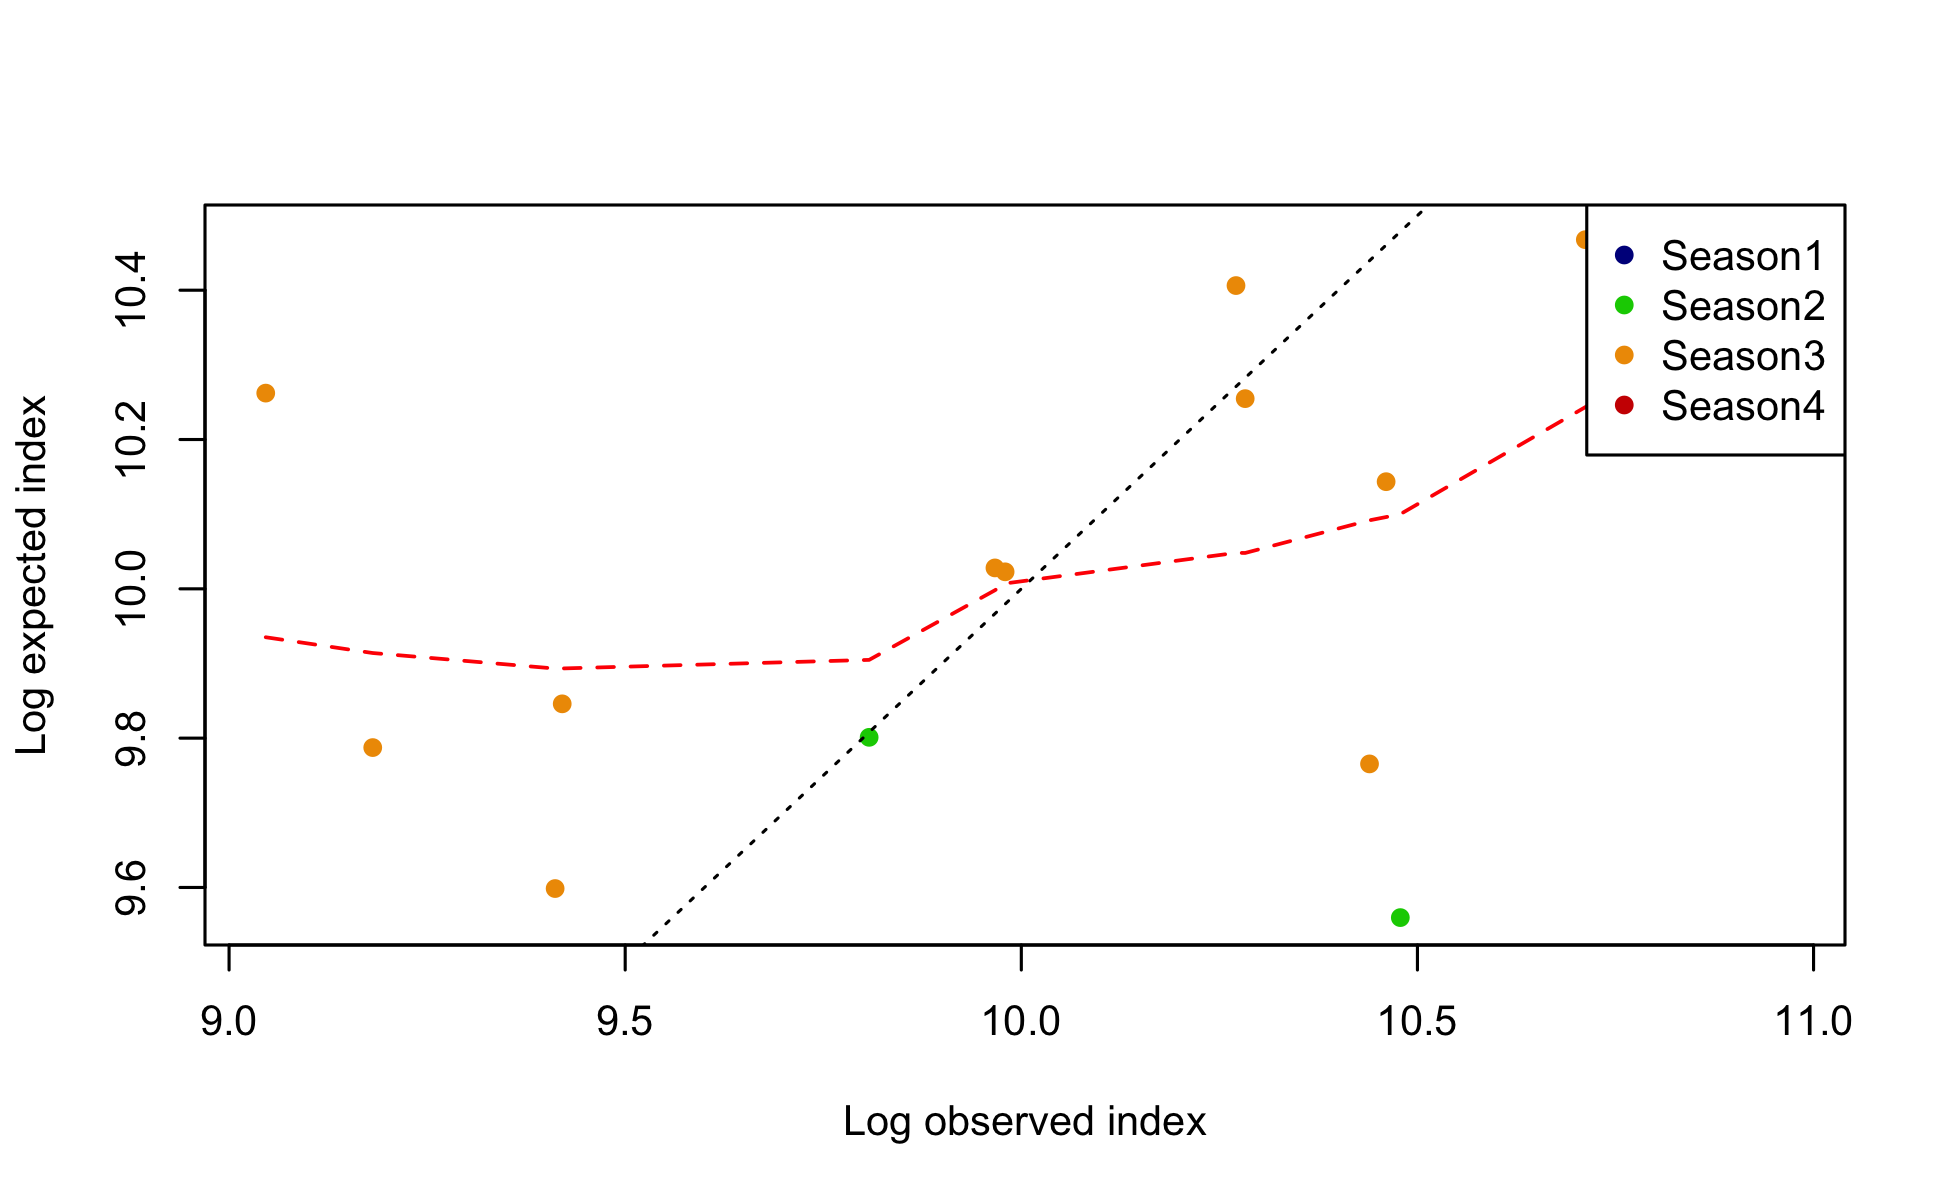 Log expected index
10.4
10.2
10.0
9.8
9.6
Season1
Season2
Season3
Season4
9.0 9.5 10.0 10.5 11.0
Log observed index